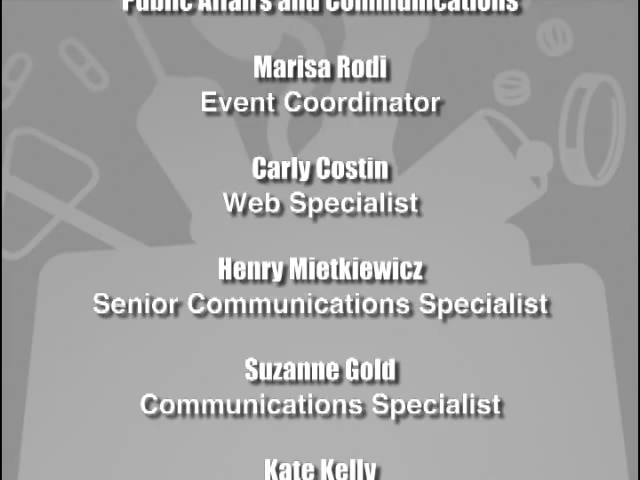 Public Affairs and Communications
Marisa Rodi
Event Coordinator
Carly Costin
Web Specialist
Henry Mietkiewicz
Senior Communications Specialist
Suzanne Gold
Communications Specialist
Kate Kelly